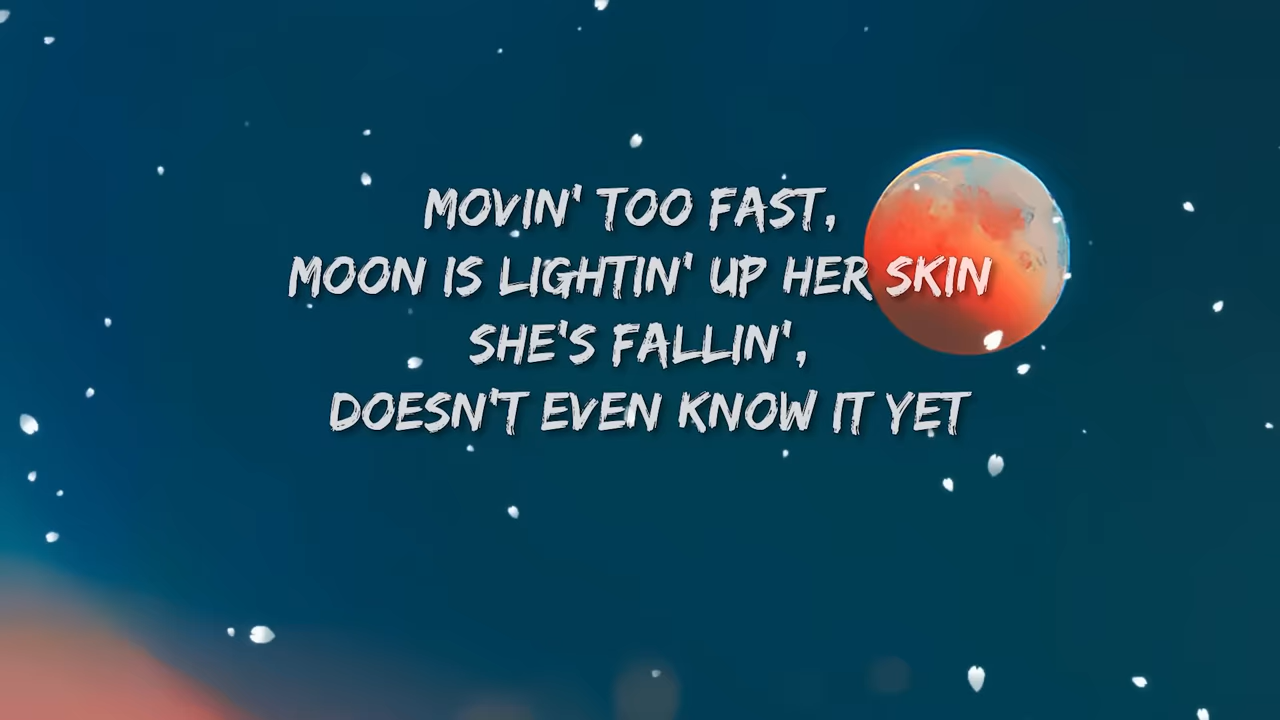 MOVIN' TOO FAST,
MOON IS LIGHTIN' UP HER SKIN
SHE'S FALLIN',
DOESN'T EVEN KNOW IT YET